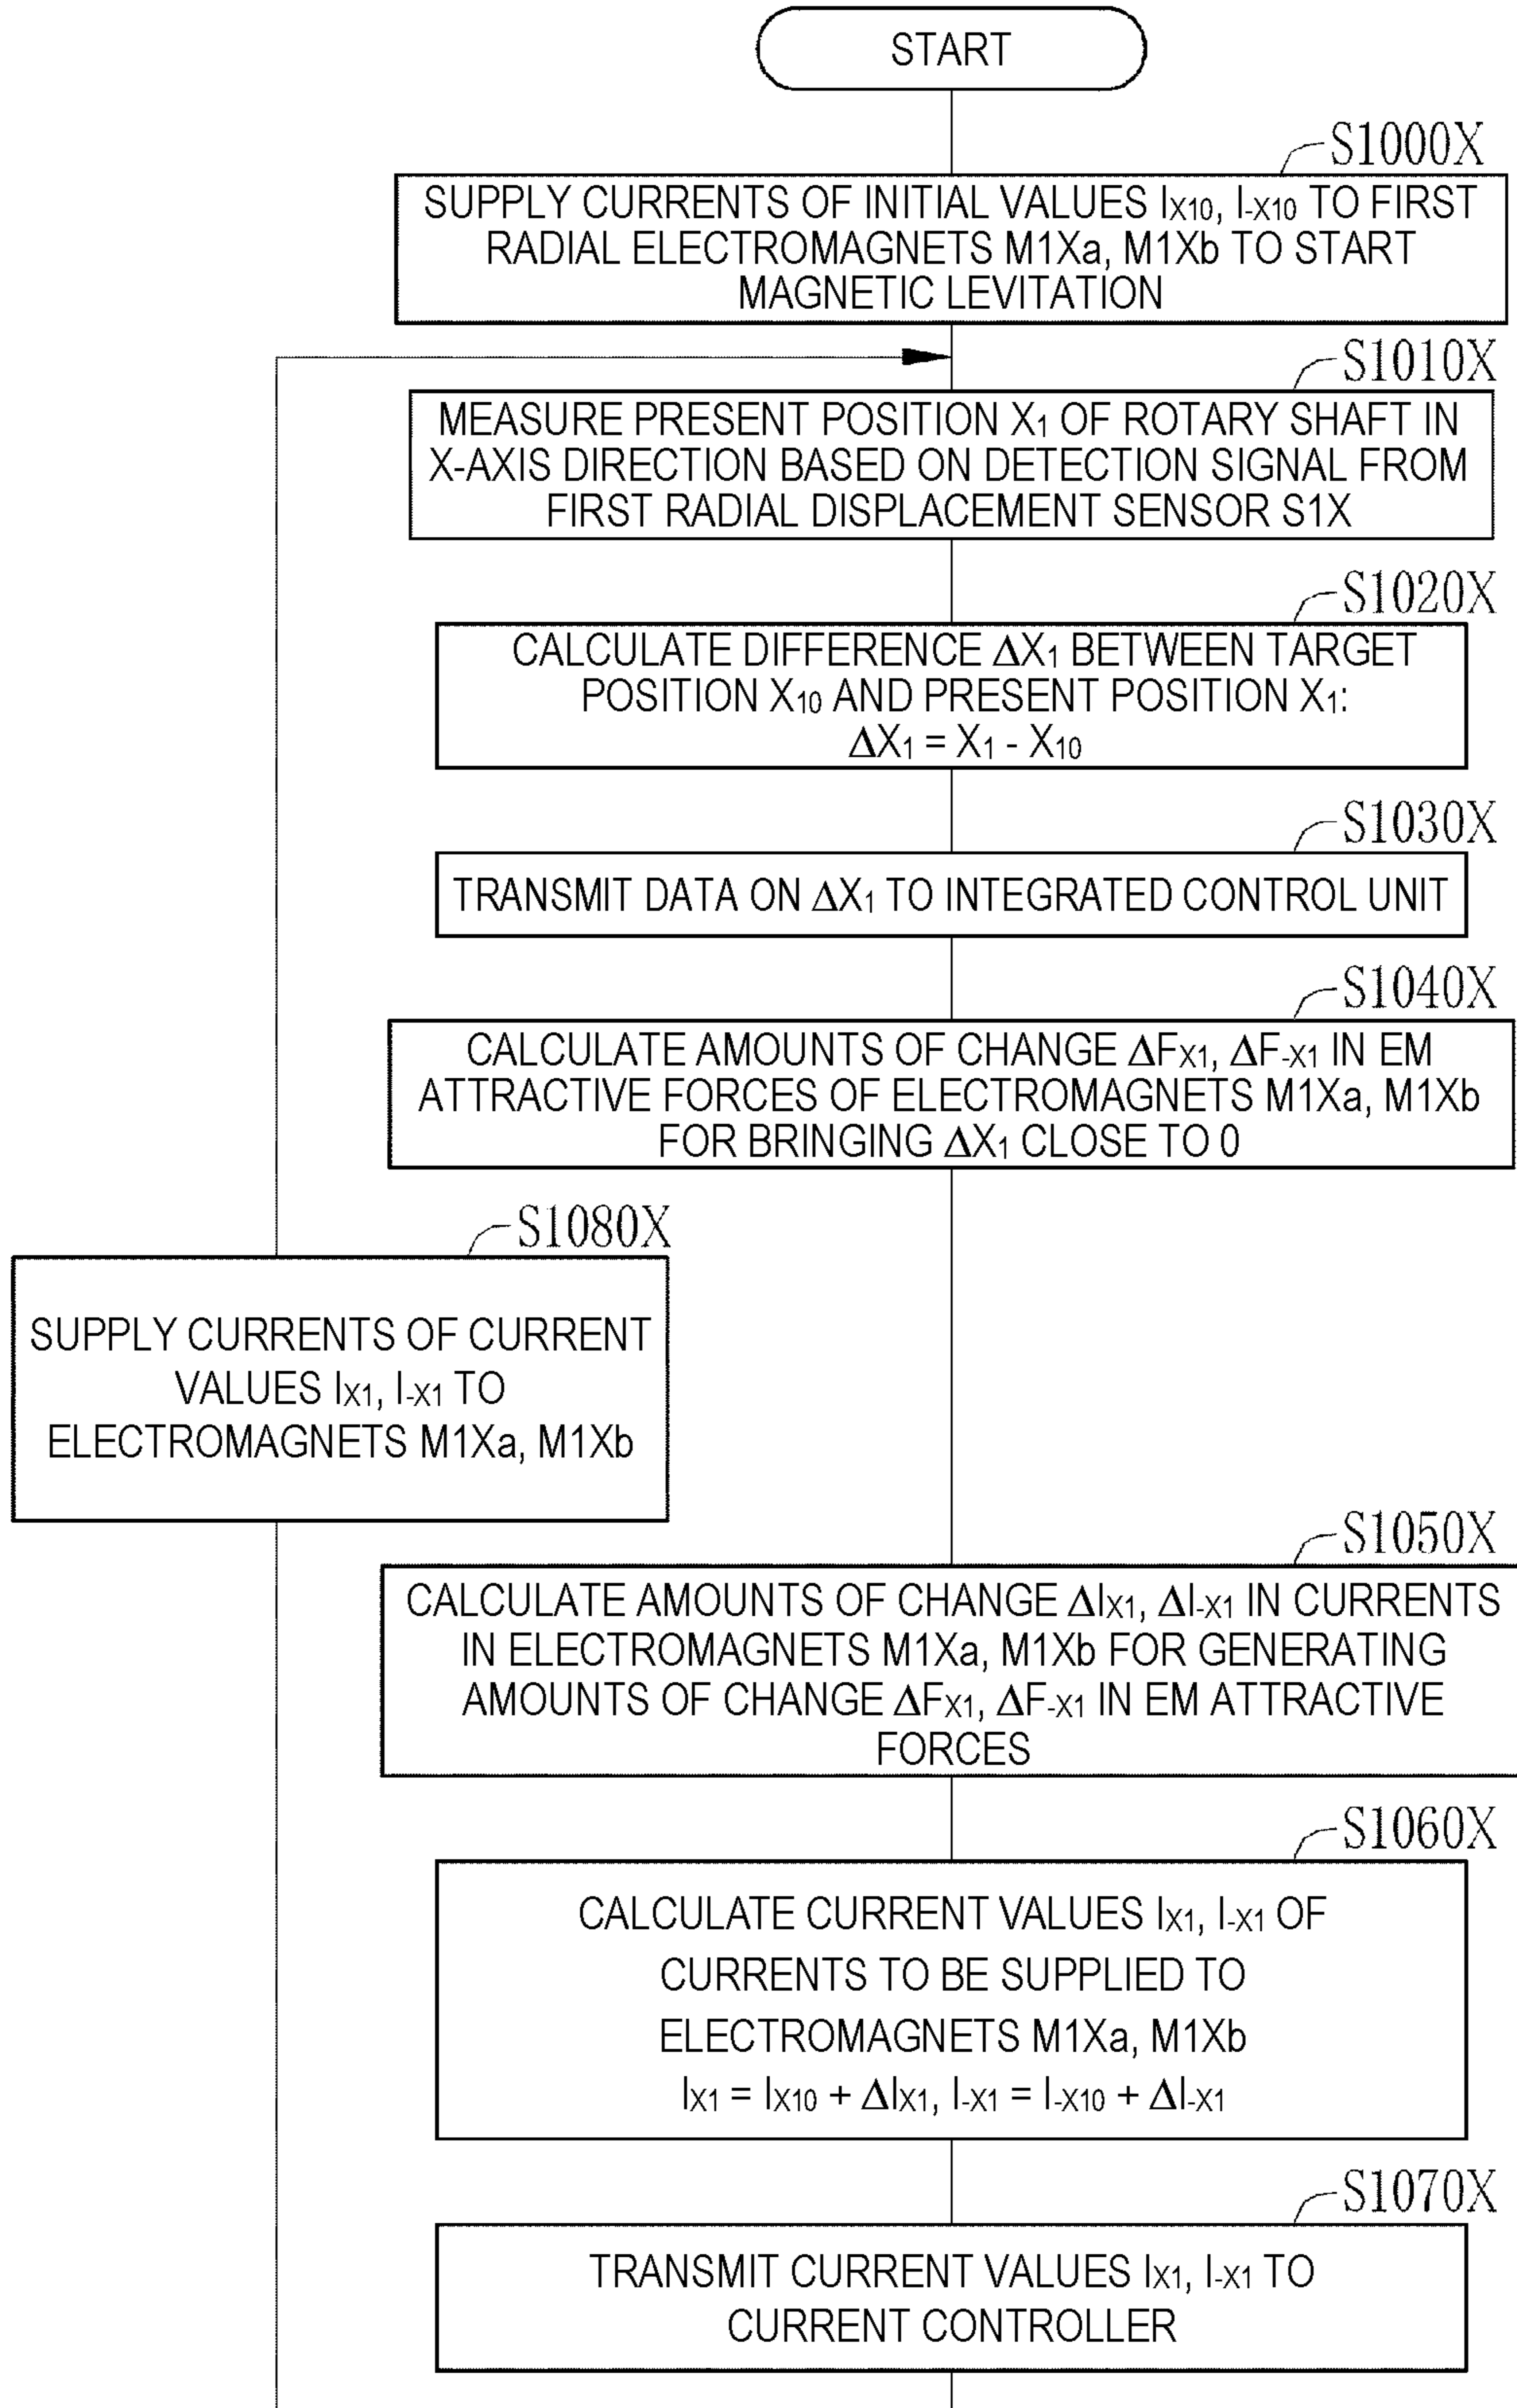 START
S1000X
SUPPLY CURRENTS OF INITIAL VALUES IX10, I-X10 TO FIRST
RADIAL ELECTROMAGNETS M1Xa, M1Xb TO START
MAGNETIC LEVITATION
S1010X
MEASURE PRESENT POSITION X1 OF ROTARY SHAFT IN
X-AXIS DIRECTION BASED ON DETECTION SIGNAL FROM
FIRST RADIAL DISPLACEMENT SENSOR S1X
S1020X
CALCULATE DIFFERENCE ΔX1 BETWEEN TARGET
POSITION X10 AND PRESENT POSITION X1:
ΔX1 = X1 - X10
S1030X
TRANSMIT DATA ON ΔX1 TO INTEGRATED CONTROL UNIT
S1040X
CALCULATE AMOUNTS OF CHANGE ΔFX1, ΔF-X1 IN EM
ATTRACTIVE FORCES OF ELECTROMAGNETS M1Xa, M1Xb
FOR BRINGING ΔX1 CLOSE TO 0
S1080X
SUPPLY CURRENTS OF CURRENT
VALUES IX1, I-X1 TO
ELECTROMAGNETS M1Xa, M1Xb
S1050X
CALCULATE AMOUNTS OF CHANGE ΔIX1, ΔI-X1 IN CURRENTS
IN ELECTROMAGNETS M1Xa, M1Xb FOR GENERATING
AMOUNTS OF CHANGE ΔFX1, ΔF-X1 IN EM ATTRACTIVE
FORCES
S1060X
CALCULATE CURRENT VALUES IX1, I-X1 OF
CURRENTS TO BE SUPPLIED TO
ELECTROMAGNETS M1Xa, M1Xb
IX1 = IX10 + ΔIX1, I-X1 = I-X10 + ΔI-X1
S1070X
TRANSMIT CURRENT VALUES IX1, I-X1 TO
CURRENT CONTROLLER